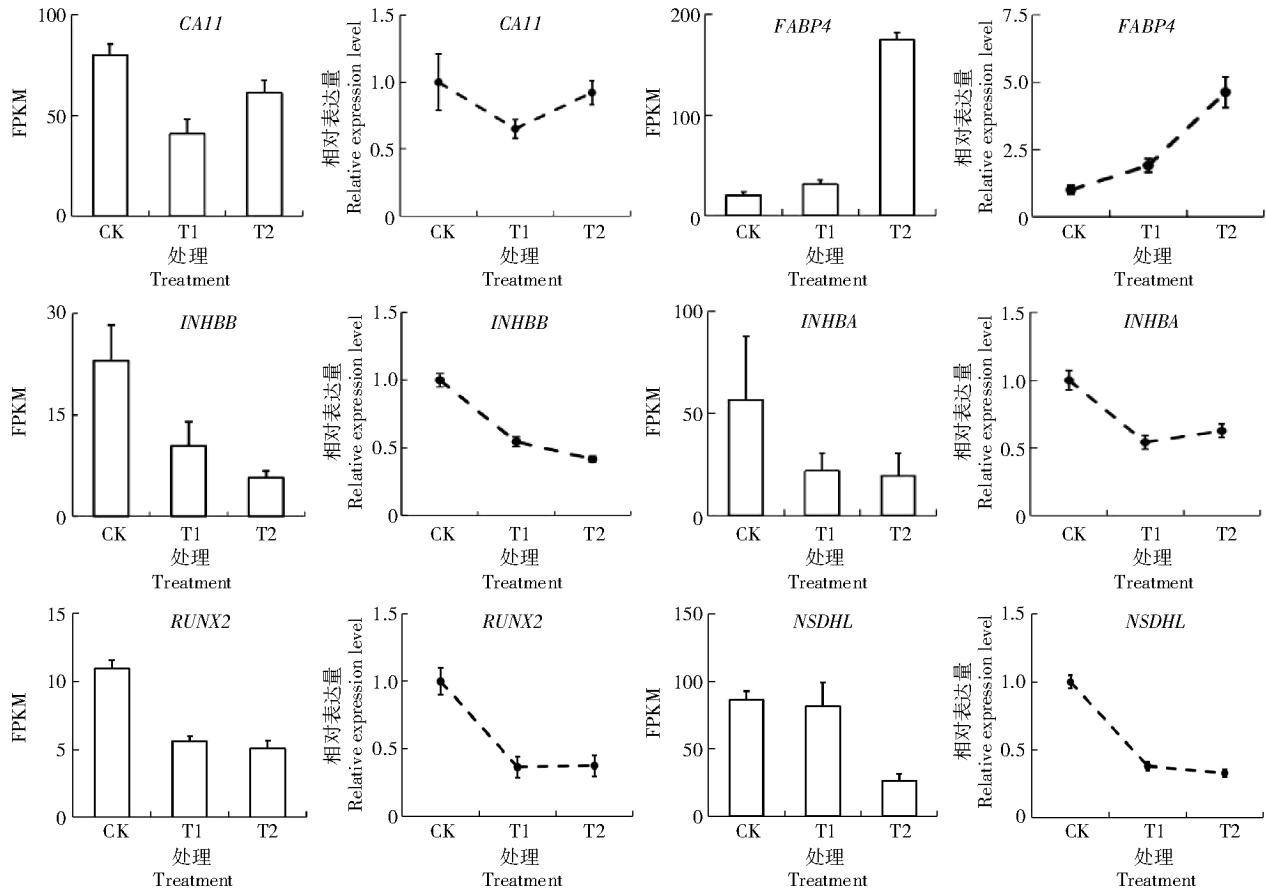 CA11
FPKM
100
50
0
CK T1 T2
处理
Treatment
CA11
相对表达量
Relative expression level
1.5
1.0
0.5
0
CK T1 T2
处理
Treatment
FABP4
FPKM
200
100
0
CK T1 T2
处理
Treatment
FABP4
相对表达量
Relative expression level
7.5
5.0
2.5
0
CK T1 T2
处理
Treatment
INHBB
FPKM
30
15
0
CK T1 T2
处理
Treatment
INHBB
相对表达量
Relative expression level
1.5
1.0
0.5
0
CK T1 T2
处理
Treatment
INHBA
FPKM
100
50
0
CK T1 T2
处理
Treatment
INHBA
相对表达量
Relative expression level
1.5
1.0
0.5
0
CK T1 T2
处理
Treatment
RUNX2
FPKM
15
10
5
0
CK T1 T2
处理
Treatment
RUNX2
相对表达量
Relative expression level
1.5
1.0
0.5
0
CK T1 T2
处理
Treatment
NSDHL
FPKM
150
100
50
0
CK T1 T2
处理
Treatment
NSDHL
相对表达量
Relative expression level
1.5
1.0
0.5
0
CK T1 T2
处理
Treatment